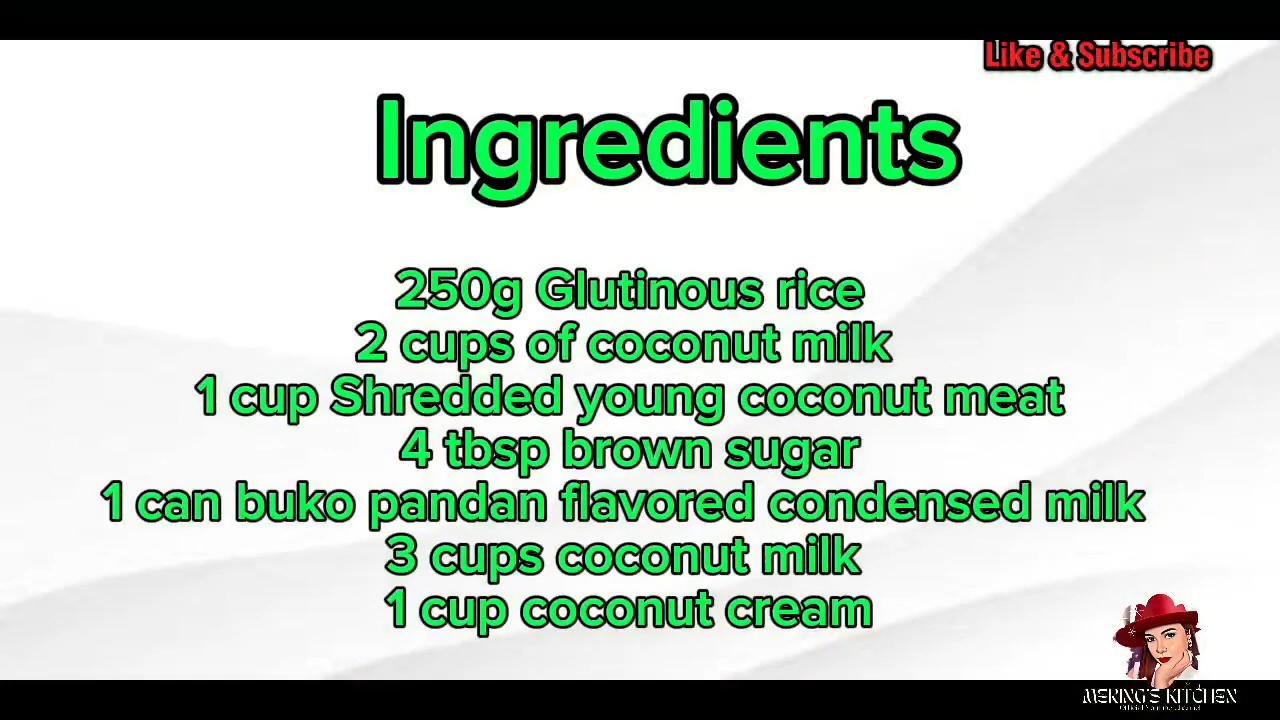 Like & Subscribe
Ingredients
250g Glutinous rice
2 cups of coconut milk
1 cup Shredded young coconut meat
4 tbsp brown sugar
1 can buko pandan flavored condensed milk
3 cups coconut milk
1 cup coconut cream
MERING'S KITCHEN